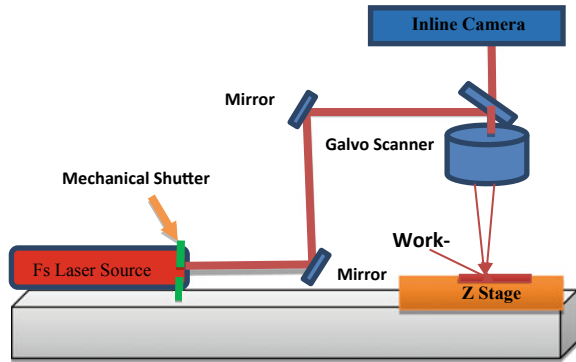 Inline Camera
Mirror
Galvo Scanner
Mechanical Shutter
Work-
Fs Laser Source
Mirror
Z Stage